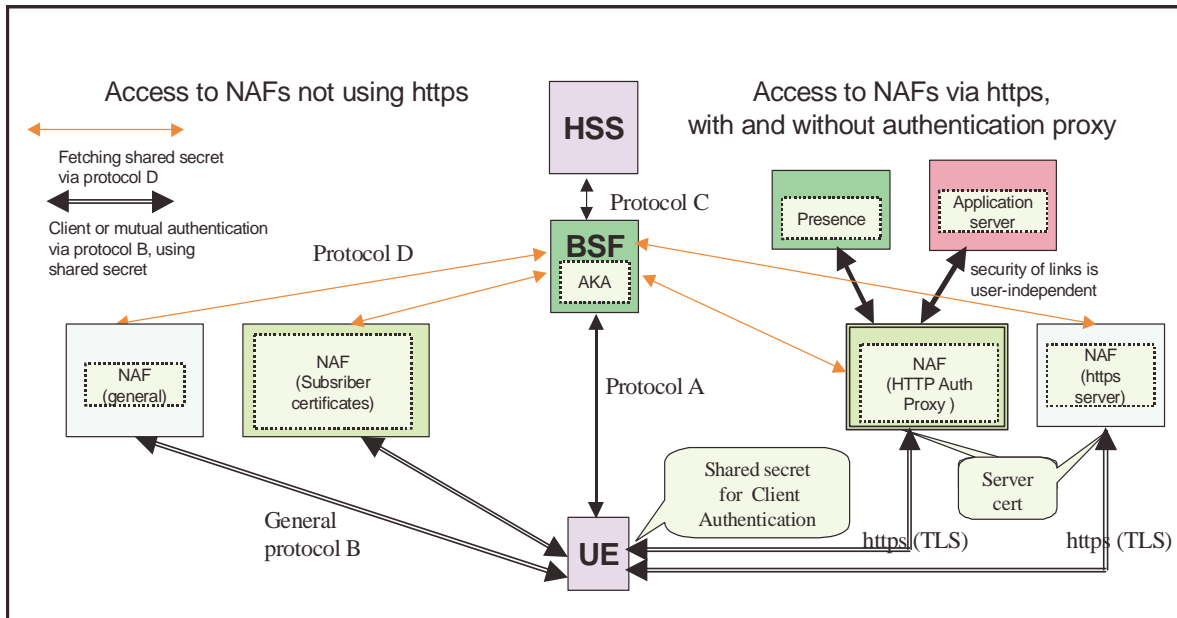 Access to NAFs not using https
Fetching shared secret
via protocol D
Client or mutual authentication
via protocol B, using
shared secret
HSS
Protocol C
BSF
AKA
Protocol D
Access to NAFs via https,
with and without authentication proxy
Presence
Application
server
security of links is
user-independent
NAF
(general)
NAF
(Subsriber
certificates)
Protocol A
NAF
(HTTP Auth
Proxy )
NAF
(https
server)
Shared secret
for Client
Authentication
Server
cert
General
protocol B
UE
https (TLS)
https (TLS)